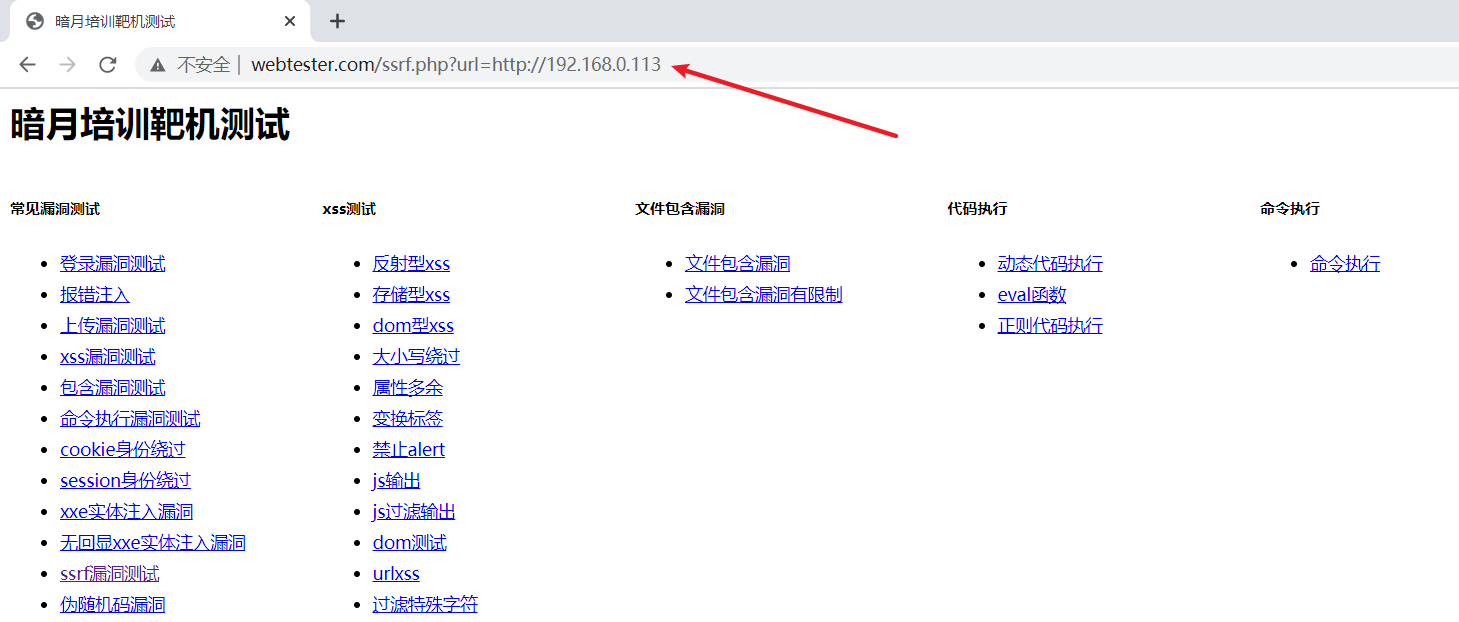 暗月培训靶机测试
不安全 | webtester.com/ssrf.php?url=http://192.168.0.113
暗月培训靶机测试
常见漏洞测试
登录漏洞测试
报错注入
上传漏洞测试
xss漏洞测试
包含漏洞测试
命令执行漏洞测试
cookie身份绕过
session身份绕过
xxe实体注入漏洞
无回显xxe实体注入漏洞
ssrf漏洞测试
伪随机码漏洞
xss测试
反射型xss
存储型xss
dom型xss
大小写绕过
属性多余
变换标签
禁止alert
js输出
js过滤输出
dom测试
urlxss
过滤特殊字符
文件包含漏洞
文件包含漏洞
文件包含漏洞有限制
代码执行
动态代码执行
eval函数
正则代码执行
命令执行
命令执行